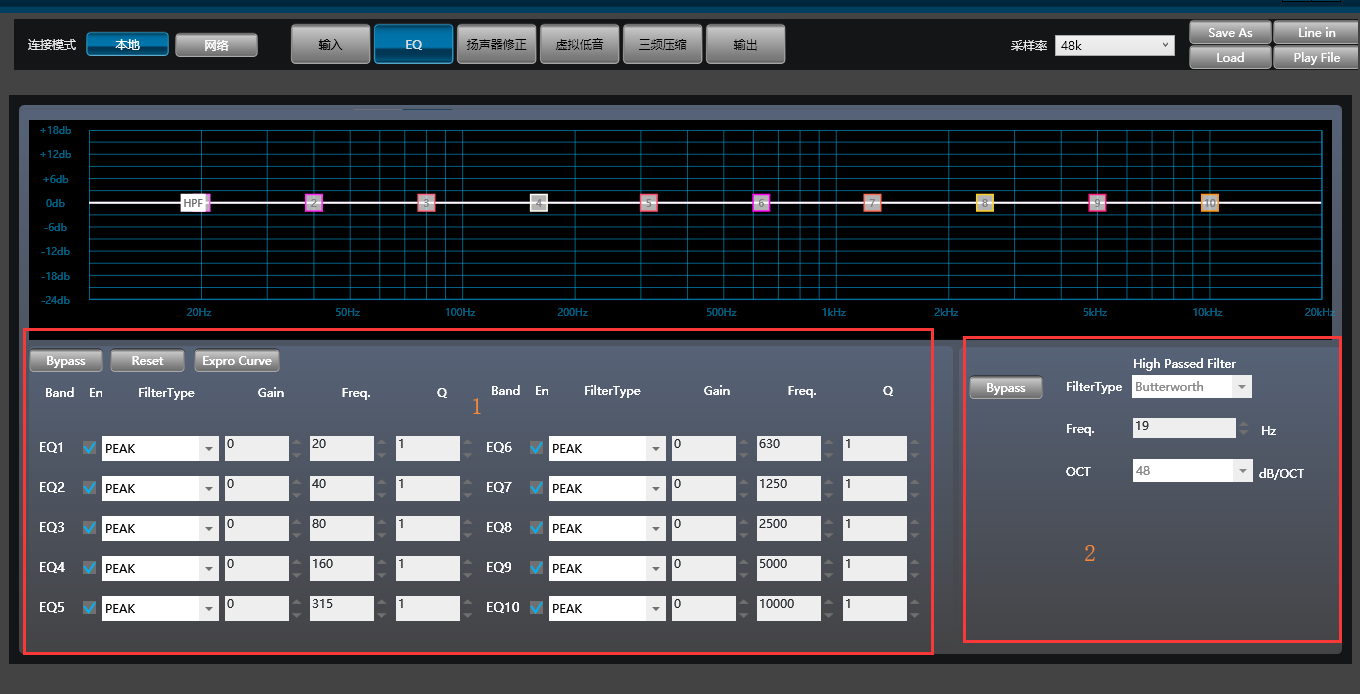 连接模式 本地 网络 输入 EQ 扬声器修正 虚拟低音 三频压缩 输出 采样率 48k Save As Line in
Load Play File
+18db
+12db
+6db
0db HPF 2 3 4 5 6 7 8 9 10
-6db
-12db
-18db
-24db
20Hz 50Hz 100Hz 200Hz 500Hz 1kHz 2kHz 5kHz 10kHz 20kHz
Bypass Reset Expro Curve
Band En FilterType Gain Freq. Q Band En FilterType Gain Freq. Q
1
EQ1 PEAK 0 20 1 EQ6 PEAK 0 630 1
EQ2 PEAK 0 40 1 EQ7 PEAK 0 1250 1
EQ3 PEAK 0 80 1 EQ8 PEAK 0 2500 1
EQ4 PEAK 0 160 1 EQ9 PEAK 0 5000 1
EQ5 PEAK 0 315 1 EQ10 PEAK 0 10000 1
High Passed Filter
Bypass FilterType Butterworth
Freq. 19 Hz
OCT 48 dB/OCT
2